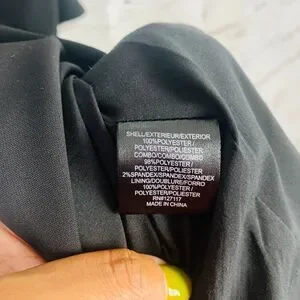 SHELL/EXTERIEUR/EXTERIOR
100%POLYESTER/
POLYESTER/POLIESTER
COMBO/COMBO/COMBO
98%POLYESTER/
POLYESTER/POLIESTER
2%SPANDEX/SPANDEX/SPANDEX
LINING/DOUBLURE/FORRO
100%POLYESTER/
POLYESTER/POLIESTER
RN#127117
MADE IN CHINA